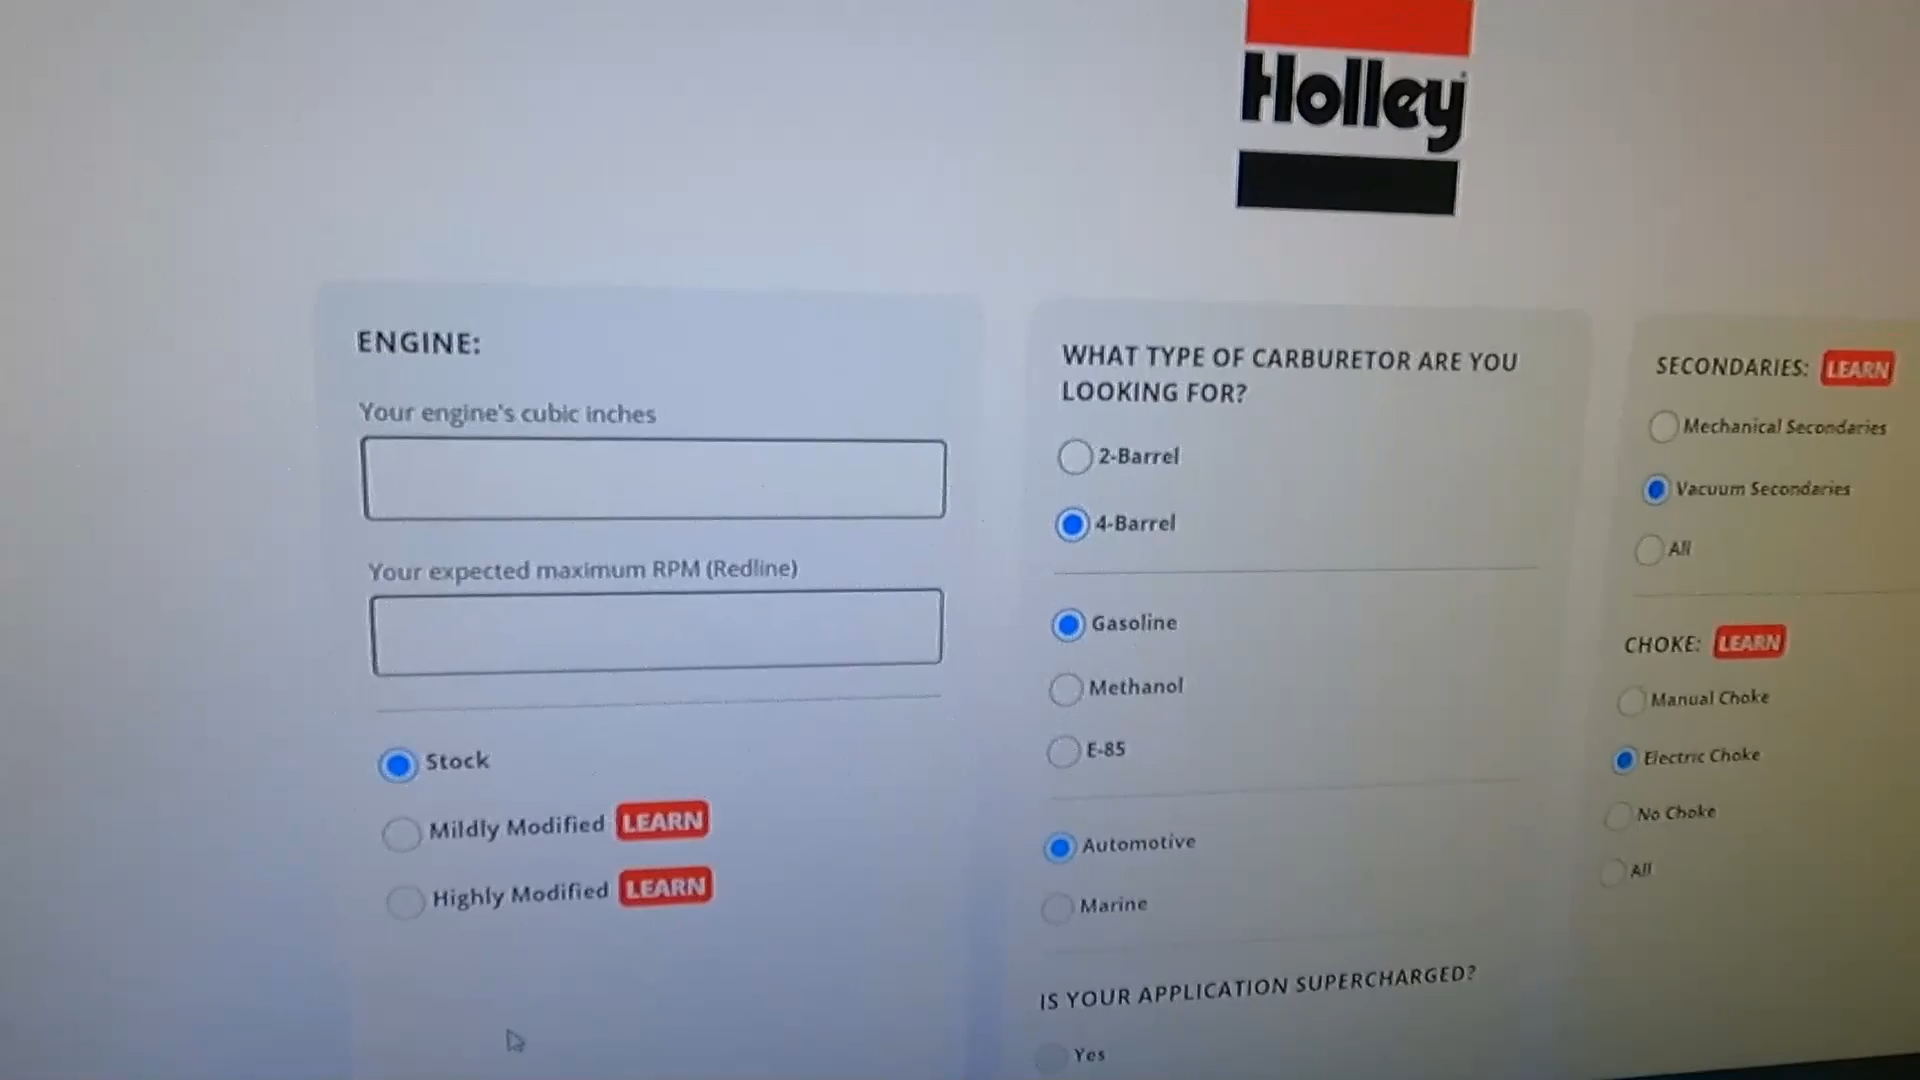 Holley
ENGINE:
Your engine's cubic inches
Your expected maximum RPM (Redline)
Stock
Mildly Modified LEARN
Highly Modified LEARN
WHAT TYPE OF CARBURETOR ARE YOU
LOOKING FOR?
2-Barrel
4-Barrel
Gasoline
Methanol
E-85
Automotive
Marine
IS YOUR APPLICATION SUPERCHARGED?
Yes
SECONDARIES: LEARN
Mechanical Secondaries
Vacuum Secondaries
All
CHOKE: LEARN
Manual Choke
Electric Choke
No Choke
All